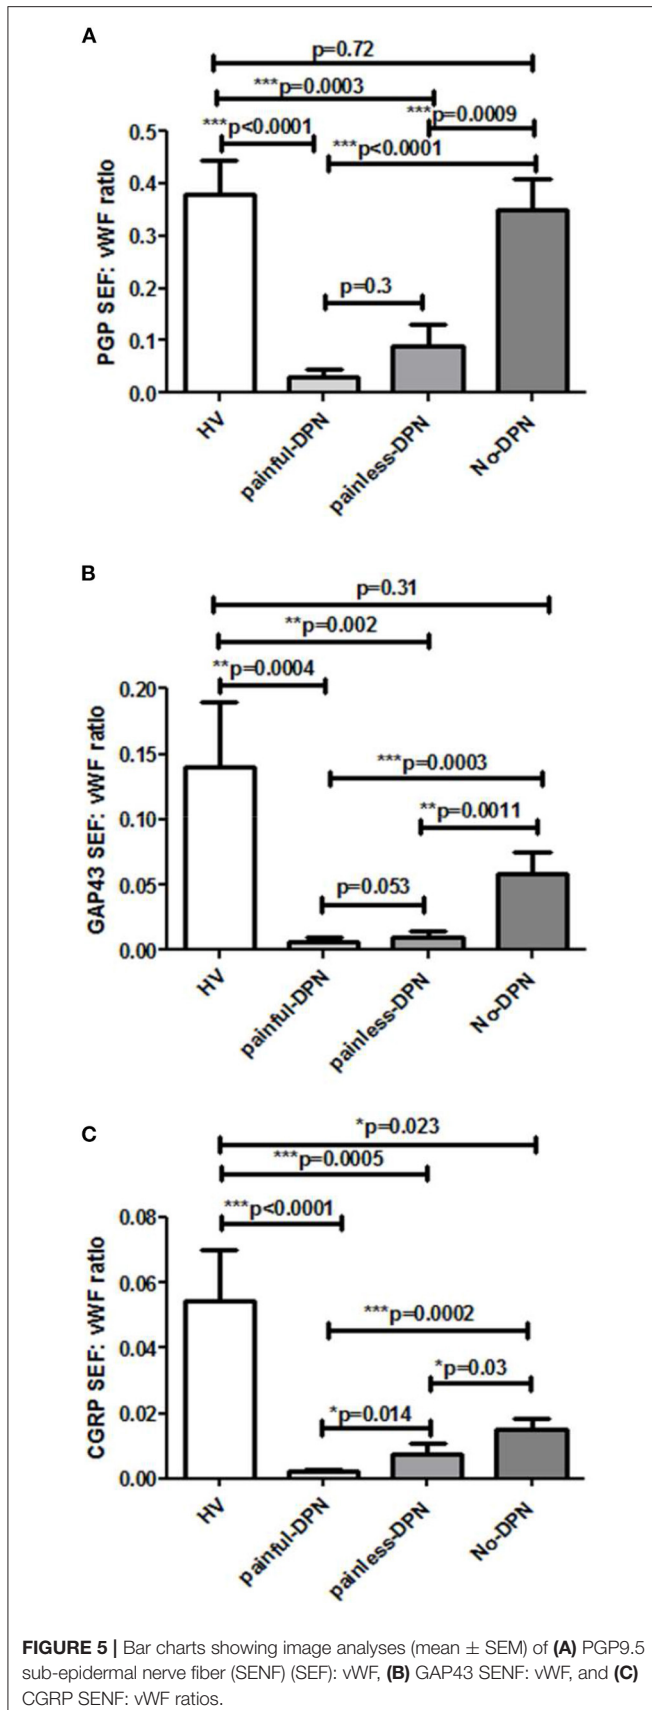 A
p=0.72
***p=0.0003
***p=0.0009
***p<0.0001
***p<0.0001
p=0.3
PGP SEF: vWF ratio
0.5
0.4
0.3
0.2
0.1
0.0
HV
painful-DPN
painless-DPN
No-DPN
B
p=0.31
**p=0.002
**p=0.0004
***p=0.0003
**p=0.0011
p=0.053
GAP43 SEF: vWF ratio
0.20
0.15
0.10
0.05
0.00
HV
painful-DPN
painless-DPN
No-DPN
C
*p=0.023
***p=0.0005
***p<0.0001
***p=0.0002
*p=0.03
*p=0.014
CGRP SEF: vWF ratio
0.08
0.06
0.04
0.02
0.00
HV
painful-DPN
painless-DPN
No-DPN
FIGURE 5 | Bar charts showing image analyses (mean ± SEM) of (A) PGP9.5
sub-epidermal nerve fiber (SENF) (SEF): vWF, (B) GAP43 SENF: vWF, and (C)
CGRP SENF: vWF ratios.